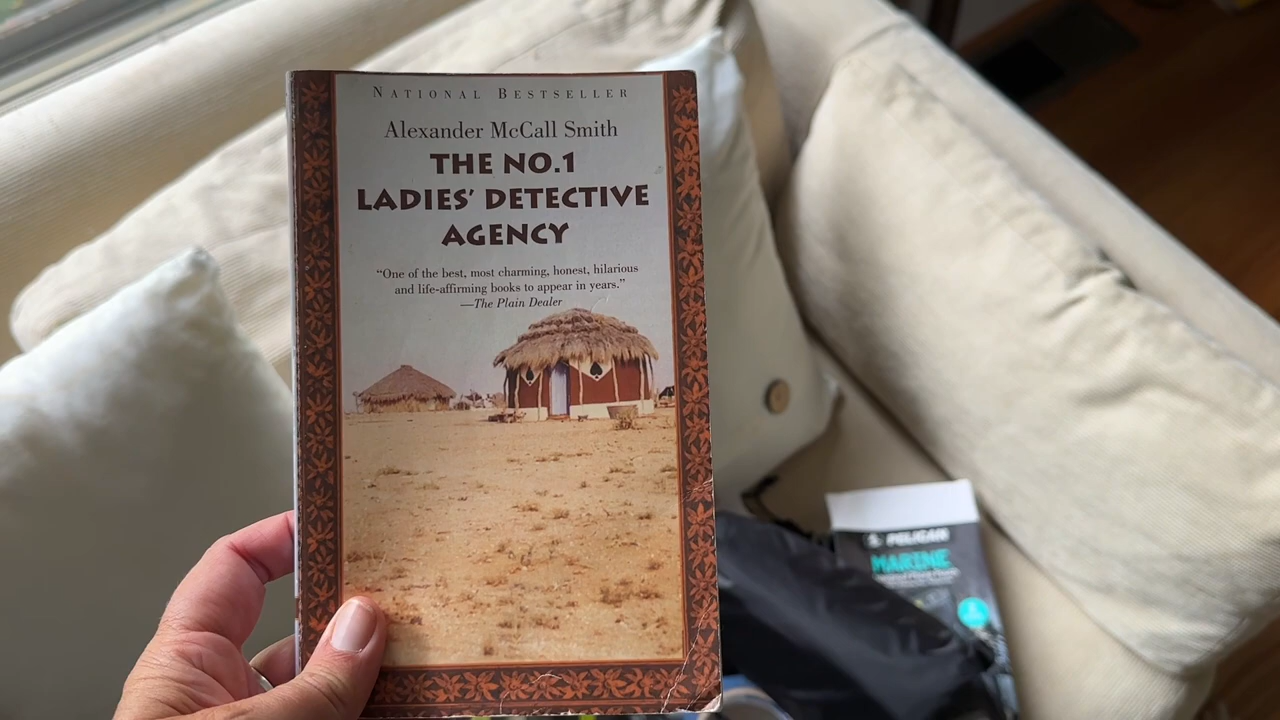 NATIONAL BESTSELLER
Alexander McCall Smith
THE NO.1
LADIES' DETECTIVE
AGENCY
“One of the best, most charming, honest, hilarious
and life-affirming books to appear in years.”
—The Plain Dealer
PELICAN
MARINE